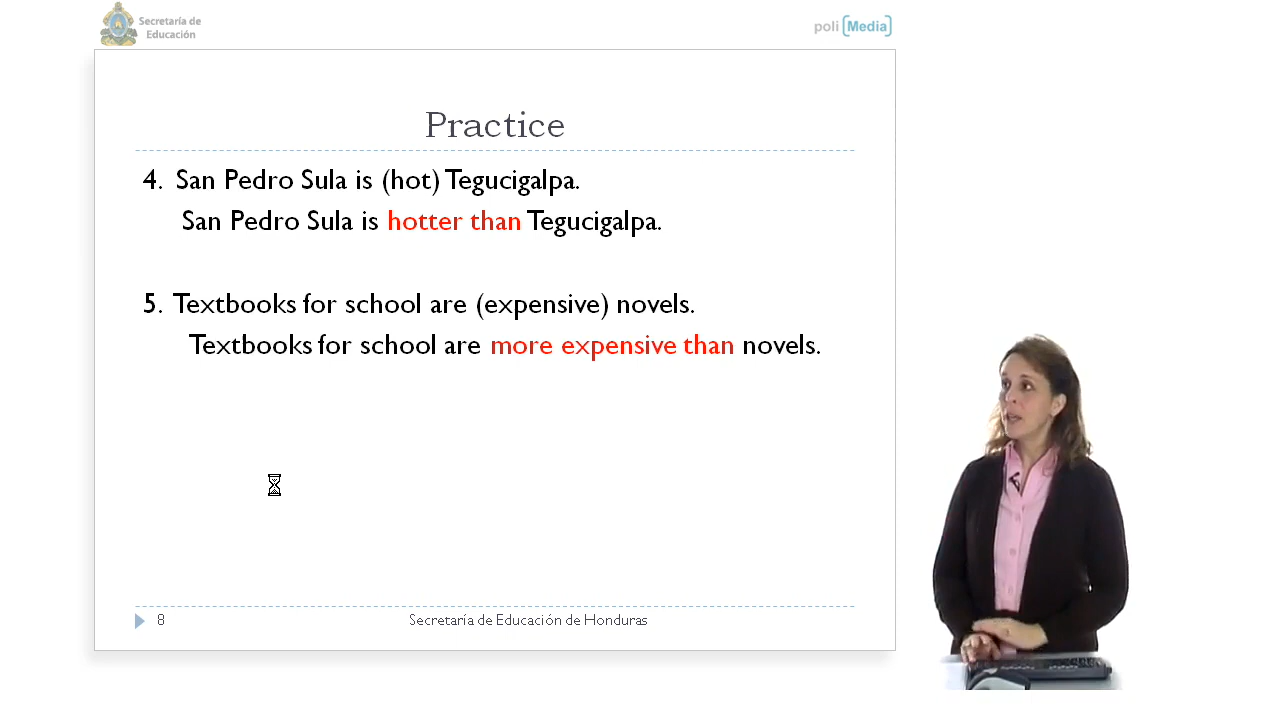 Secretaría de
Educación
poli [Media]
Practice
4. San Pedro Sula is (hot) Tegucigalpa.
San Pedro Sula is hotter than Tegucigalpa.
5. Textbooks for school are (expensive) novels.
Textbooks for school are more expensive than novels.
8
Secretaría de Educación de Honduras